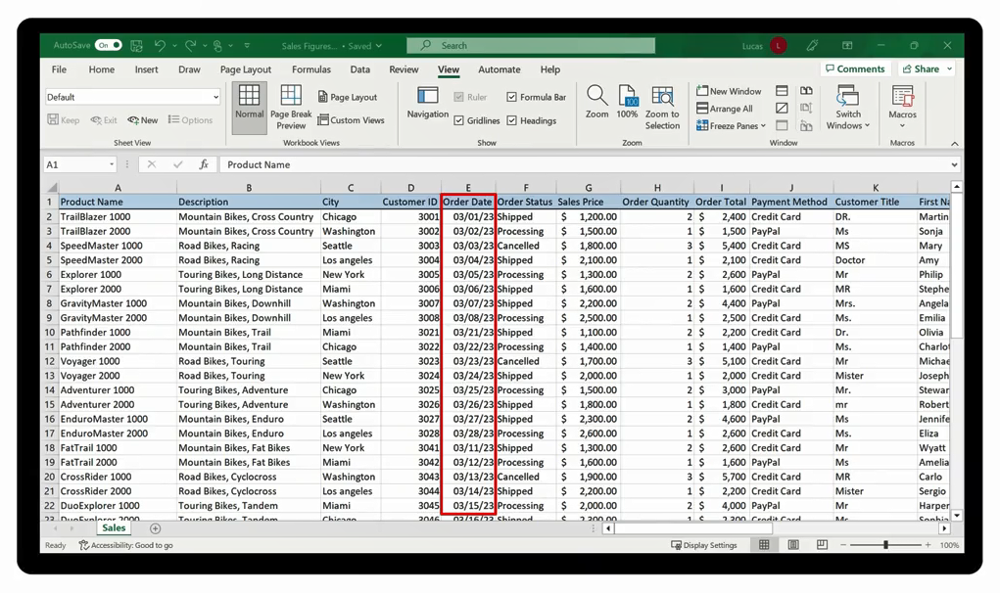 AutoSave On Sales Figures... • Saved Search Lucas L
File Home Insert Draw Page Layout Formulas Data Review View Automate Help Comments Share
Default
Keep Exit New Options
Sheet View
Normal Page Break Preview Page Layout Custom Views
Workbook Views
Navigation Ruler Formula Bar Gridlines Headings
Show
Zoom 100 100% Zoom to Selection
Zoom
New Window Arrange All Freeze Panes Switch Windows
Window
Macros
Macros
A1 fx Product Name
A B C D E F G H I J K
1 Product Name Description City Customer ID Order Date Order Status Sales Price Order Quantity Order Total Payment Method Customer Title First Na
2 TrailBlazer 1000 Mountain Bikes, Cross Country Chicago 3001 03/01/23 Shipped $ 1,200.00 2 $ 2,400 Credit Card DR. Martin
3 TrailBlazer 2000 Mountain Bikes, Cross Country Washington 3002 03/02/23 Processing $ 1,500.00 1 $ 1,500 PayPal Ms Sonja
4 SpeedMaster 1000 Road Bikes, Racing Seattle 3003 03/03/23 Cancelled $ 1,800.00 3 $ 5,400 Credit Card MS Mary
5 SpeedMaster 2000 Road Bikes, Racing Los angeles 3004 03/04/23 Shipped $ 2,100.00 1 $ 2,100 Credit Card Doctor Amy
6 Explorer 1000 Touring Bikes, Long Distance New York 3005 03/05/23 Processing $ 1,300.00 2 $ 2,600 PayPal Mr Philip
7 Explorer 2000 Touring Bikes, Long Distance Miami 3006 03/06/23 Shipped $ 1,600.00 1 $ 1,600 Credit Card MR Stephe
8 GravityMaster 1000 Mountain Bikes, Downhill Washington 3007 03/07/23 Shipped $ 2,200.00 2 $ 4,400 PayPal Mrs. Angela
9 GravityMaster 2000 Mountain Bikes, Downhill Los angeles 3008 03/08/23 Processing $ 2,500.00 1 $ 2,500 Credit Card Ms. Emilia
10 Pathfinder 1000 Mountain Bikes, Trail Miami 3021 03/21/23 Shipped $ 1,100.00 2 $ 2,200 Credit Card Dr. Olivia
11 Pathfinder 2000 Mountain Bikes, Trail Chicago 3022 03/22/23 Processing $ 1,400.00 1 $ 1,400 PayPal Ms. Charlot
12 Voyager 1000 Road Bikes, Touring Seattle 3023 03/23/23 Cancelled $ 1,700.00 3 $ 5,100 Credit Card Mr Michae
13 Voyager 2000 Road Bikes, Touring New York 3024 03/24/23 Shipped $ 2,000.00 1 $ 2,000 Credit Card Mister Joseph
14 Adventurer 1000 Touring Bikes, Adventure Chicago 3025 03/25/23 Processing $ 1,500.00 2 $ 3,000 PayPal Mr. Stewar
15 Adventurer 2000 Touring Bikes, Adventure Washington 3026 03/26/23 Shipped $ 1,800.00 1 $ 1,800 Credit Card mr Robert
16 EnduroMaster 1000 Mountain Bikes, Enduro Seattle 3027 03/27/23 Shipped $ 2,300.00 2 $ 4,600 PayPal Ms Jennife
17 EnduroMaster 2000 Mountain Bikes, Enduro Los angeles 3028 03/28/23 Processing $ 2,600.00 1 $ 2,600 Credit Card Ms. Eliza
18 FatTrail 1000 Mountain Bikes, Fat Bikes New York 3041 03/11/23 Shipped $ 1,300.00 2 $ 2,600 Credit Card Mr Wyatt
19 FatTrail 2000 Mountain Bikes, Fat Bikes Miami 3042 03/12/23 Processing $ 1,600.00 1 $ 1,600 PayPal Ms Amelia
20 CrossRider 1000 Road Bikes, Cyclocross Washington 3043 03/13/23 Cancelled $ 1,900.00 3 $ 5,700 Credit Card MR Carlo
21 CrossRider 2000 Road Bikes, Cyclocross Los angeles 3044 03/14/23 Shipped $ 2,200.00 1 $ 2,200 Credit Card Mister Sergio
22 DuoExplorer 1000 Touring Bikes, Tandem Miami 3045 03/15/23 Processing $ 2,000.00 2 $ 4,000 PayPal Mr Harper
23 DuoExplorer 2000 Touring Bikes, Tandem Chicago 3046 03/16/23 Shipped $ 2,300.00 1 $ 2,300 Credit Card Ms
Sales
Ready Accessibility: Good to go Display Settings 100%